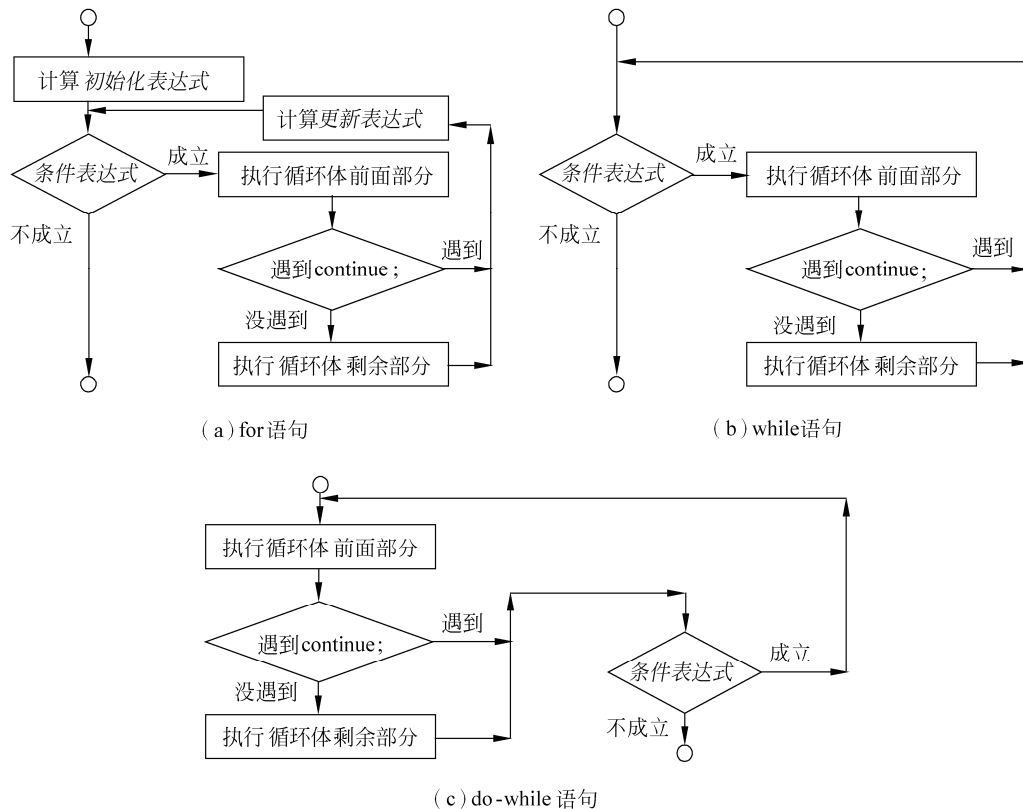 计算 初始化表达式
计算更新表达式
条件表达式
成立
执行循环体 前面部分
不成立
遇到continue;
遇到
没遇到
执行 循环体 剩余部分
(a) for 语句
条件表达式
成立
执行循环体 前面部分
不成立
遇到continue;
遇到
没遇到
执行 循环体 剩余部分
(b) while语句
执行循环体 前面部分
遇到continue;
遇到
没遇到
执行 循环体剩余部分
条件表达式
成立
不成立
(c) do-while 语句